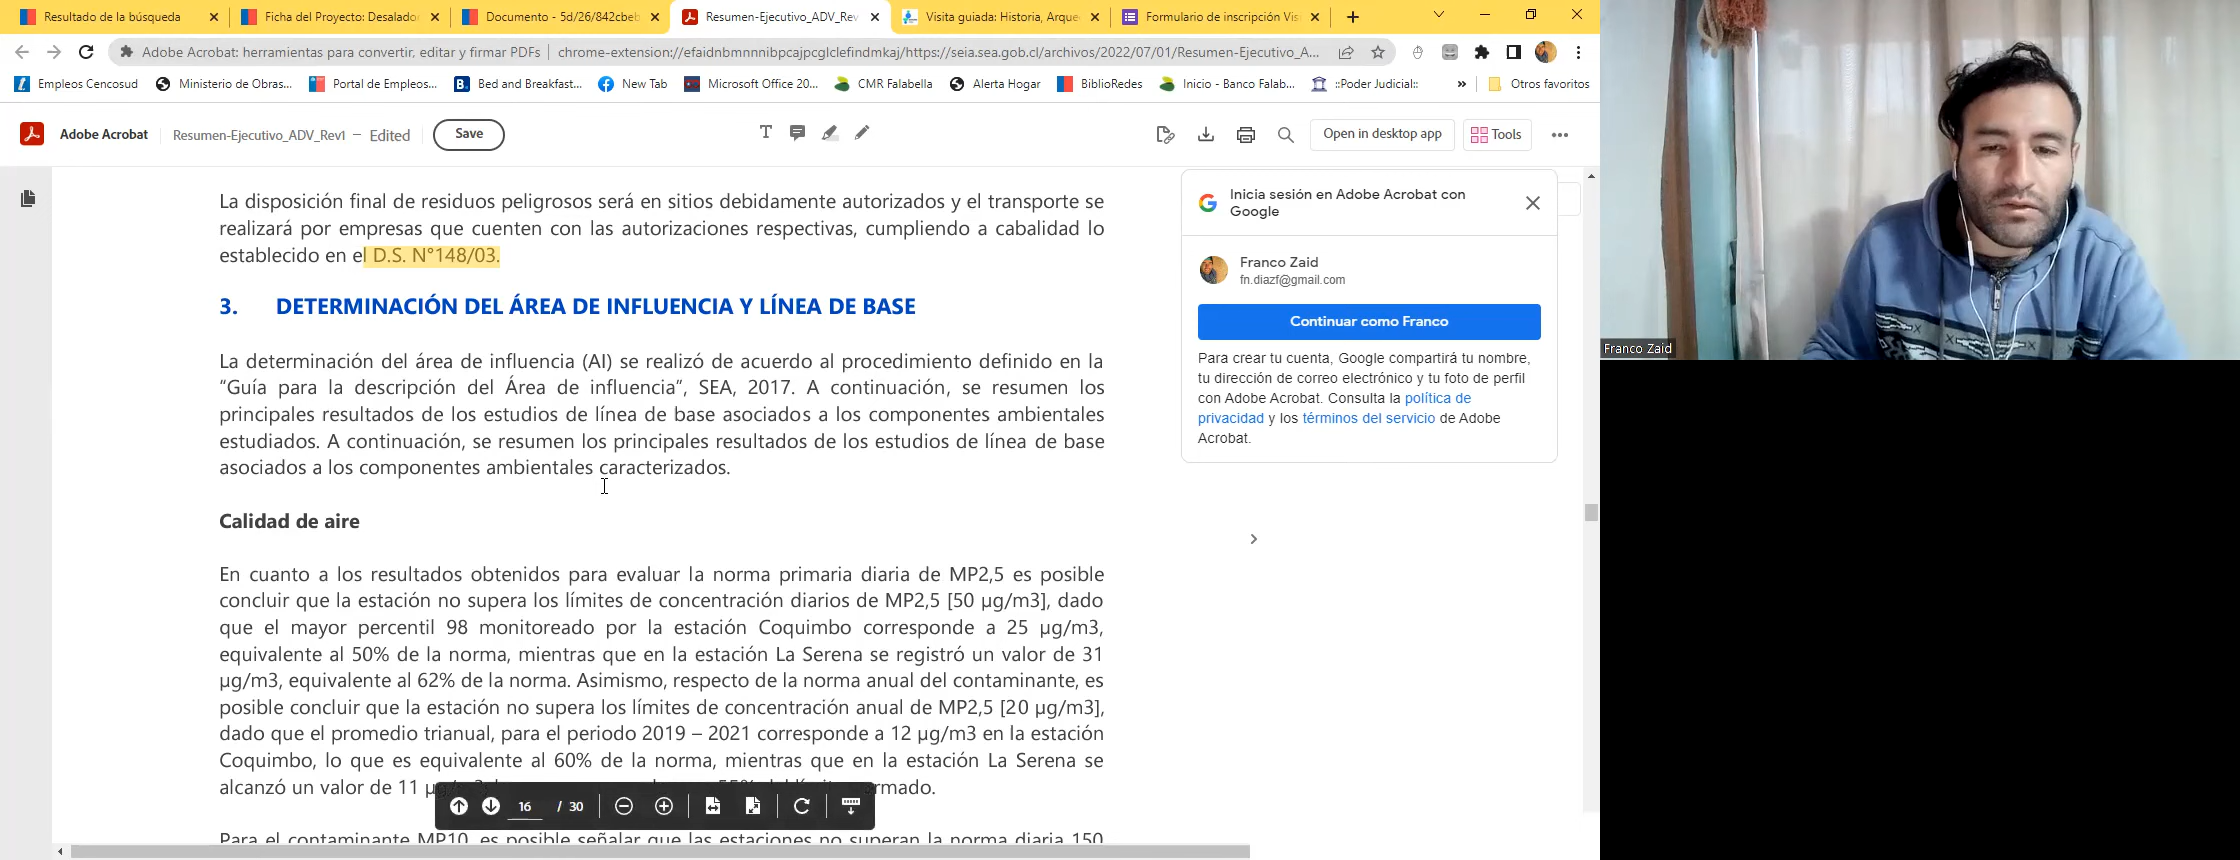 Resultado de la búsqueda
Ficha del Proyecto: Desalador
Documento - 5d/26/842cbeb
Resumen-Ejecutivo_ADV_Rev
Visita guiada: Historia, Arque
Formulario de inscripción Vis
Adobe Acrobat: herramientas para convertir, editar y firmar PDFs | chrome-extension://efaidnbmnnnibpcajpcglclefindmkaj/https://seia.sea.gob.cl/archivos/2022/07/01/Resumen-Ejecutivo_A...
Empleos Cencosud
Ministerio de Obras...
Portal de Empleos...
Bed and Breakfast...
New Tab
Microsoft Office 20...
CMR Falabella
Alerta Hogar
BiblioRedes
Inicio - Banco Falab...
::Poder Judicial::
»
Otros favoritos
Adobe Acrobat
Resumen-Ejecutivo_ADV_Rev1 — Edited
Save
Open in desktop app
Tools
La disposición final de residuos peligrosos será en sitios debidamente autorizados y el transporte se
realizará por empresas que cuenten con las autorizaciones respectivas, cumpliendo a cabalidad lo
establecido en el D.S. N°148/03.
3. DETERMINACIÓN DEL ÁREA DE INFLUENCIA Y LÍNEA DE BASE
La determinación del área de influencia (AI) se realizó de acuerdo al procedimiento definido en la
“Guía para la descripción del Área de influencia”, SEA, 2017. A continuación, se resumen los
principales resultados de los estudios de línea de base asociados a los componentes ambientales
estudiados. A continuación, se resumen los principales resultados de los estudios de línea de base
asociados a los componentes ambientales caracterizados.
Calidad de aire
En cuanto a los resultados obtenidos para evaluar la norma primaria diaria de MP2,5 es posible
concluir que la estación no supera los límites de concentración diarios de MP2,5 [50 µg/m3], dado
que el mayor percentil 98 monitoreado por la estación Coquimbo corresponde a 25 µg/m3,
equivalente al 50% de la norma, mientras que en la estación La Serena se registró un valor de 31
µg/m3, equivalente al 62% de la norma. Asimismo, respecto de la norma anual del contaminante, es
posible concluir que la estación no supera los límites de concentración anual de MP2,5 [20 µg/m3],
dado que el promedio trianual, para el periodo 2019 – 2021 corresponde a 12 µg/m3 en la estación
Coquimbo, lo que es equivalente al 60% de la norma, mientras que en la estación La Serena se
alcanzó un valor de 11 rmado.
16 / 30
Para el contaminante MP10, es posible señalar que las estaciones no superan la norma diaria 150
Inicia sesión en Adobe Acrobat con
Google
Franco Zaid
fn.diazf@gmail.com
Continuar como Franco
Para crear tu cuenta, Google compartirá tu nombre,
tu dirección de correo electrónico y tu foto de perfil
con Adobe Acrobat. Consulta la política de
privacidad y los términos del servicio de Adobe
Acrobat.
Franco Zaid